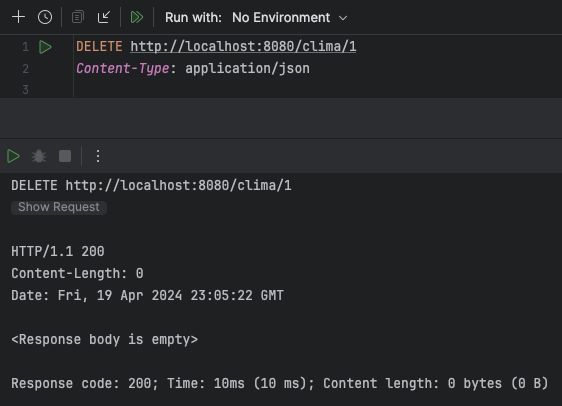 Run with: No Environment
1 DELETE http://localhost:8080/clima/1
2 Content-Type: application/json
3
DELETE http://localhost:8080/clima/1
Show Request
HTTP/1.1 200
Content-Length: 0
Date: Fri, 19 Apr 2024 23:05:22 GMT
<Response body is empty>
Response code: 200; Time: 10ms (10 ms); Content length: 0 bytes (0 B)